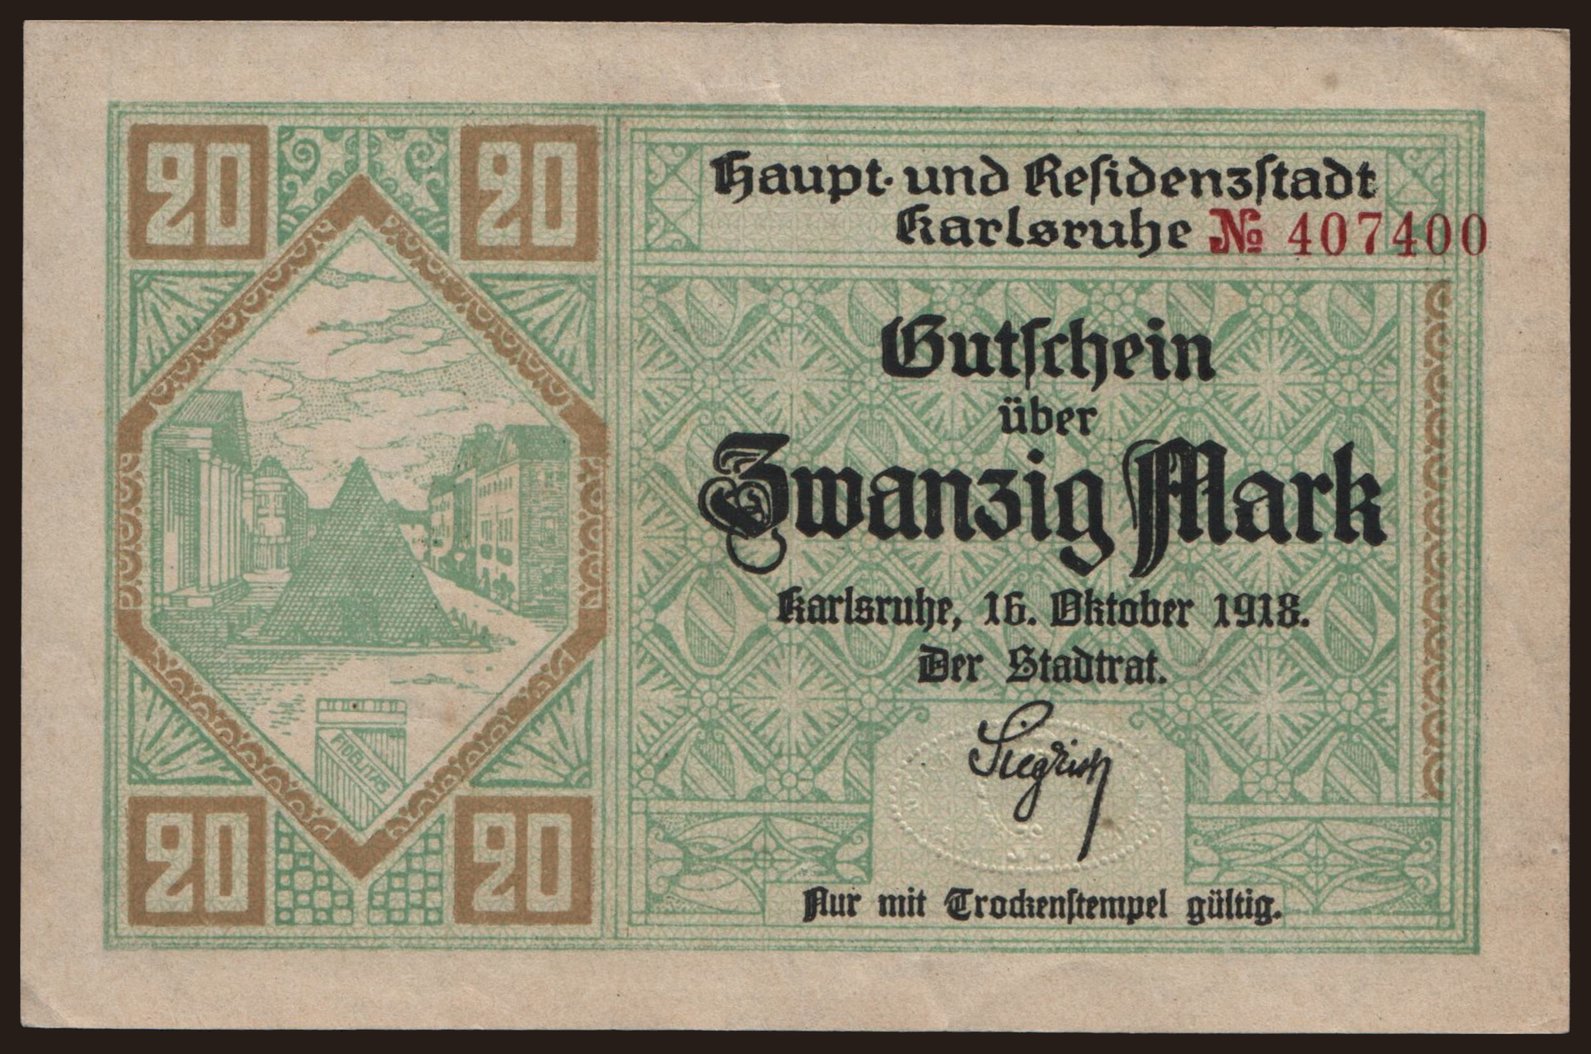 20 20
Haupt- und Reſidenzſtadt
Karlsruhe № 407400
Gutſchein
über
Zwanzig Mark
Karlsruhe, 16. Oktober 1918.
Der Stadtrat.
Siegrist
FIDELITAS
20 20
Nur mit Trockenſtempel gültig.